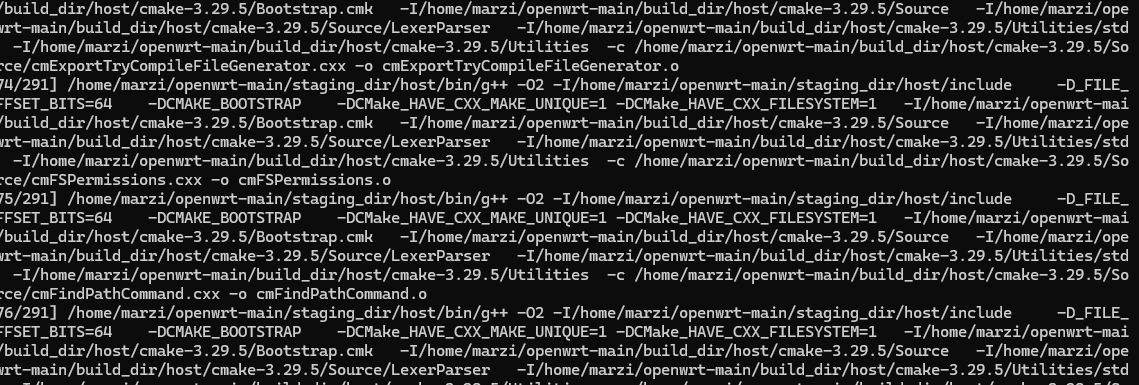 /build_dir/host/cmake-3.29.5/Bootstrap.cmk   -I/home/marzi/openwrt-main/build_dir/host/cmake-3.29.5/Source   -I/home/marzi/ope
wrt-main/build_dir/host/cmake-3.29.5/Source/LexerParser   -I/home/marzi/openwrt-main/build_dir/host/cmake-3.29.5/Utilities/std
  -I/home/marzi/openwrt-main/build_dir/host/cmake-3.29.5/Utilities  -c /home/marzi/openwrt-main/build_dir/host/cmake-3.29.5/So
rce/cmExportTryCompileFileGenerator.cxx -o cmExportTryCompileFileGenerator.o
74/291] /home/marzi/openwrt-main/staging_dir/host/bin/g++ -O2 -I/home/marzi/openwrt-main/staging_dir/host/include     -D_FILE_
FFSET_BITS=64    -DCMAKE_BOOTSTRAP    -DCMake_HAVE_CXX_MAKE_UNIQUE=1 -DCMake_HAVE_CXX_FILESYSTEM=1   -I/home/marzi/openwrt-mai
/build_dir/host/cmake-3.29.5/Bootstrap.cmk   -I/home/marzi/openwrt-main/build_dir/host/cmake-3.29.5/Source   -I/home/marzi/ope
wrt-main/build_dir/host/cmake-3.29.5/Source/LexerParser   -I/home/marzi/openwrt-main/build_dir/host/cmake-3.29.5/Utilities/std
  -I/home/marzi/openwrt-main/build_dir/host/cmake-3.29.5/Utilities  -c /home/marzi/openwrt-main/build_dir/host/cmake-3.29.5/So
rce/cmFSPermissions.cxx -o cmFSPermissions.o
75/291] /home/marzi/openwrt-main/staging_dir/host/bin/g++ -O2 -I/home/marzi/openwrt-main/staging_dir/host/include     -D_FILE_
FFSET_BITS=64    -DCMAKE_BOOTSTRAP    -DCMake_HAVE_CXX_MAKE_UNIQUE=1 -DCMake_HAVE_CXX_FILESYSTEM=1   -I/home/marzi/openwrt-mai
/build_dir/host/cmake-3.29.5/Bootstrap.cmk   -I/home/marzi/openwrt-main/build_dir/host/cmake-3.29.5/Source   -I/home/marzi/ope
wrt-main/build_dir/host/cmake-3.29.5/Source/LexerParser   -I/home/marzi/openwrt-main/build_dir/host/cmake-3.29.5/Utilities/std
  -I/home/marzi/openwrt-main/build_dir/host/cmake-3.29.5/Utilities  -c /home/marzi/openwrt-main/build_dir/host/cmake-3.29.5/So
rce/cmFindPathCommand.cxx -o cmFindPathCommand.o
76/291] /home/marzi/openwrt-main/staging_dir/host/bin/g++ -O2 -I/home/marzi/openwrt-main/staging_dir/host/include     -D_FILE_
FFSET_BITS=64    -DCMAKE_BOOTSTRAP    -DCMake_HAVE_CXX_MAKE_UNIQUE=1 -DCMake_HAVE_CXX_FILESYSTEM=1   -I/home/marzi/openwrt-mai
/build_dir/host/cmake-3.29.5/Bootstrap.cmk   -I/home/marzi/openwrt-main/build_dir/host/cmake-3.29.5/Source   -I/home/marzi/ope
wrt-main/build_dir/host/cmake-3.29.5/Source/LexerParser   -I/home/marzi/openwrt-main/build_dir/host/cmake-3.29.5/Utilities/std